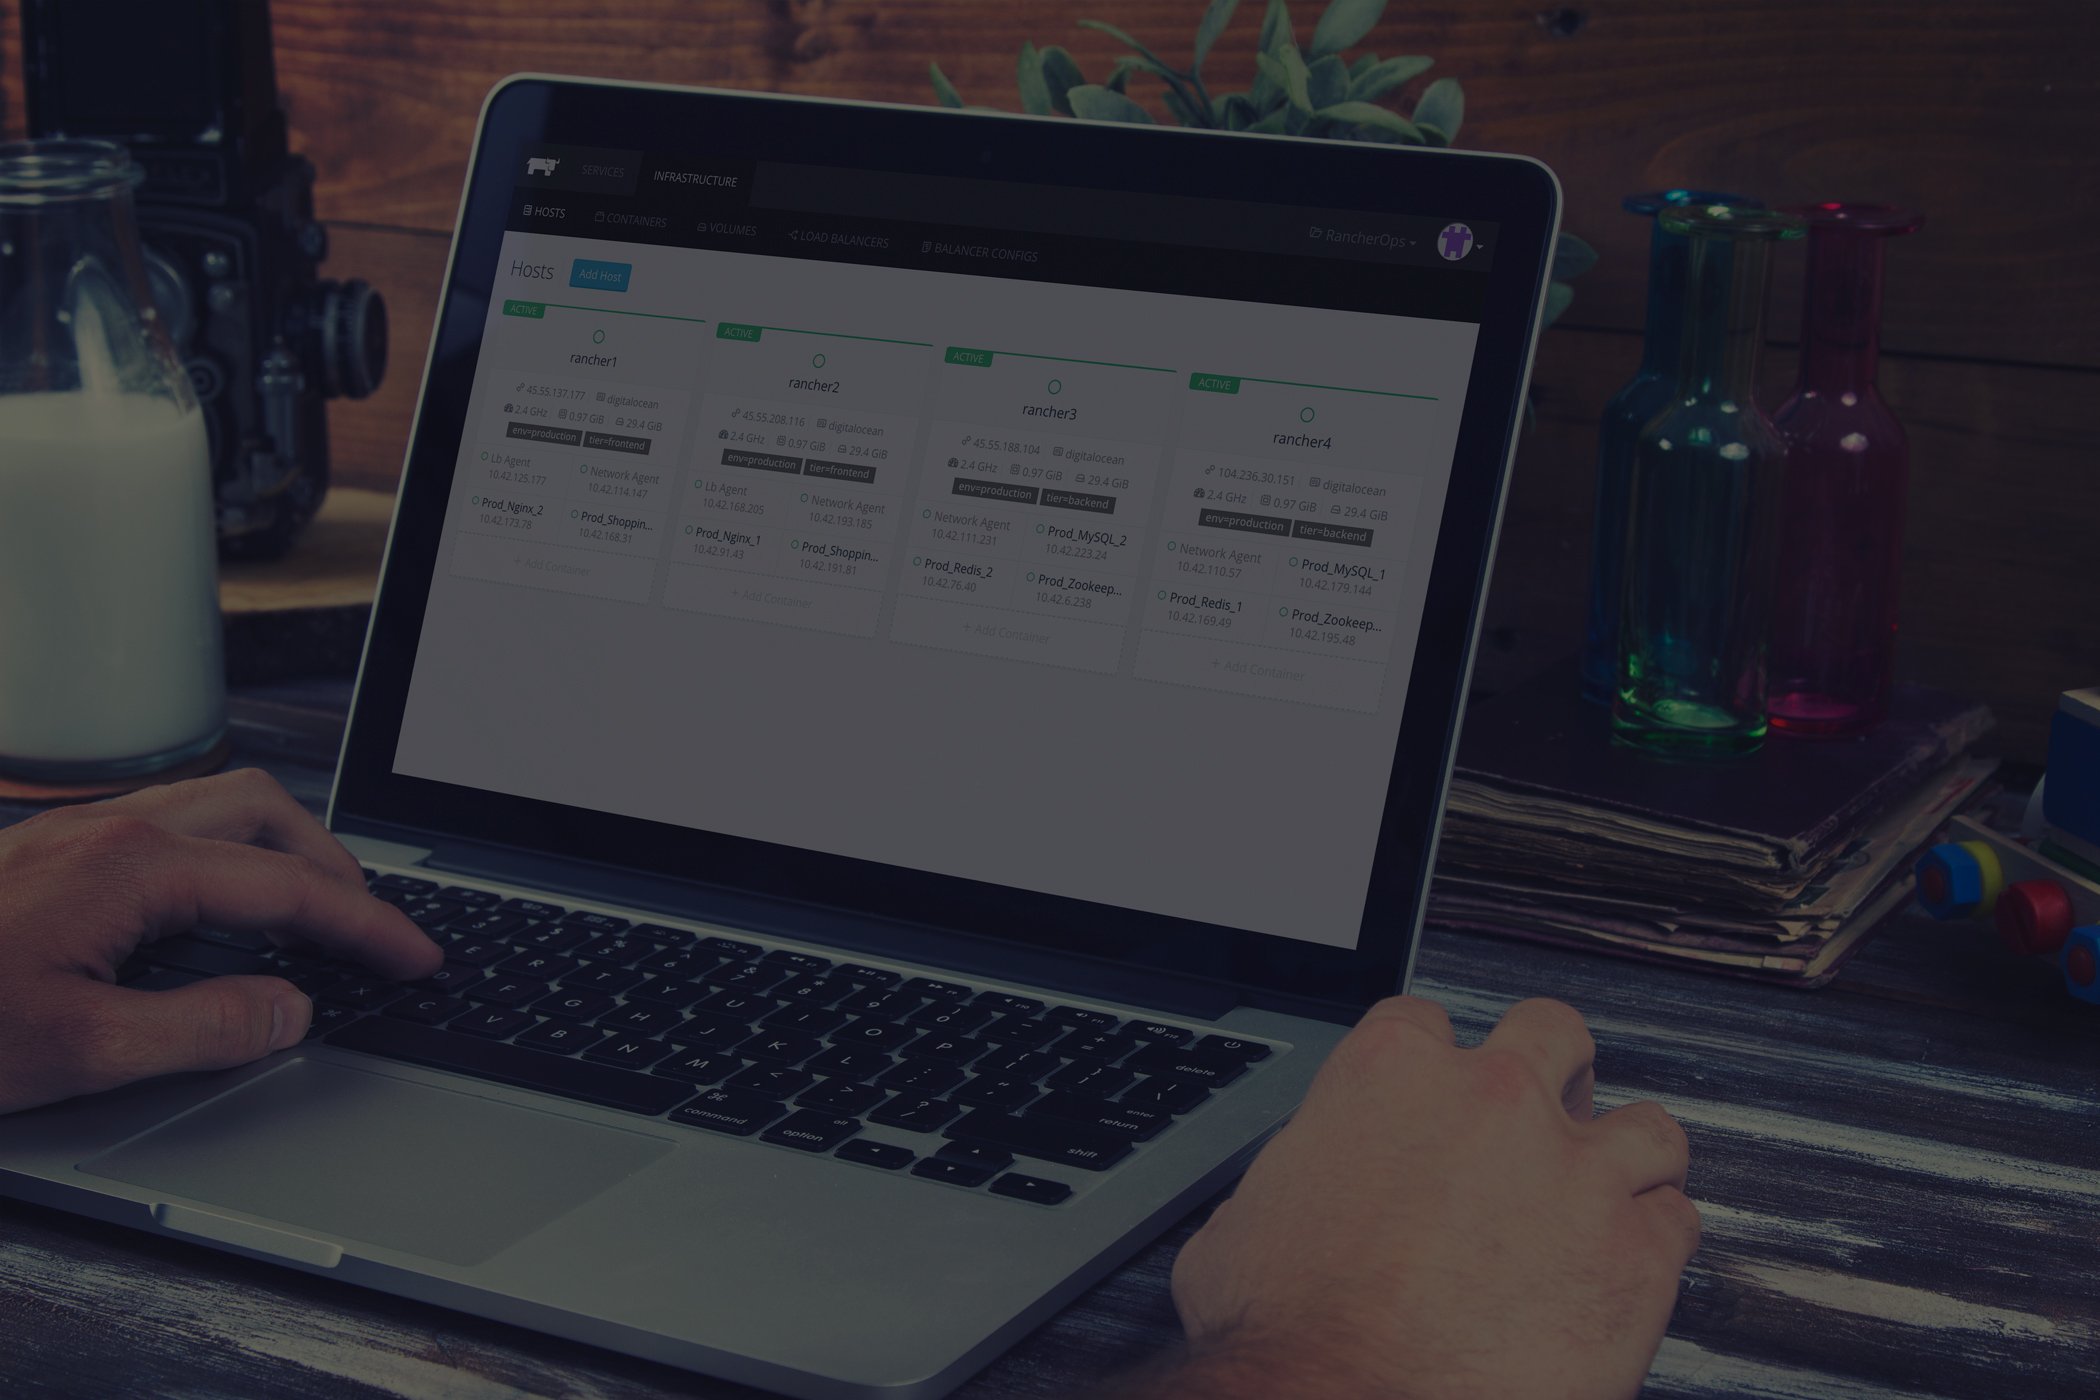 SERVICES
INFRASTRUCTURE
RancherOps
HOSTS
CONTAINERS
VOLUMES
LOAD BALANCERS
BALANCER CONFIGS
Hosts
Add Host
ACTIVE
rancher1
45.55.137.177 digitalocean
2.4 GHz 0.97 GiB 29.4 GiB
env=production tier=frontend
Lb Agent
10.42.125.177
Network Agent
10.42.114.147
Prod_Nginx_2
10.42.173.78
Prod_Shoppin...
10.42.168.31
+ Add Container
ACTIVE
rancher2
45.55.208.116 digitalocean
2.4 GHz 0.97 GiB 29.4 GiB
env=production tier=frontend
Lb Agent
10.42.168.205
Network Agent
10.42.193.185
Prod_Nginx_1
10.42.91.43
Prod_Shoppin...
10.42.191.81
+ Add Container
ACTIVE
rancher3
45.55.188.104 digitalocean
2.4 GHz 0.97 GiB 29.4 GiB
env=production tier=backend
Network Agent
10.42.111.231
Prod_MySQL_2
10.42.223.24
Prod_Redis_2
10.42.76.40
Prod_Zookeep...
10.42.6.238
+ Add Container
ACTIVE
rancher4
104.236.30.151 digitalocean
2.4 GHz 0.97 GiB 29.4 GiB
env=production tier=backend
Network Agent
10.42.110.57
Prod_MySQL_1
10.42.179.144
Prod_Redis_1
10.42.169.49
Prod_Zookeep...
10.42.195.48
+ Add Container
E R T Y U I O P
D F G H J K L
X C V B N M
delete
enter
return
shift
command
alt
option